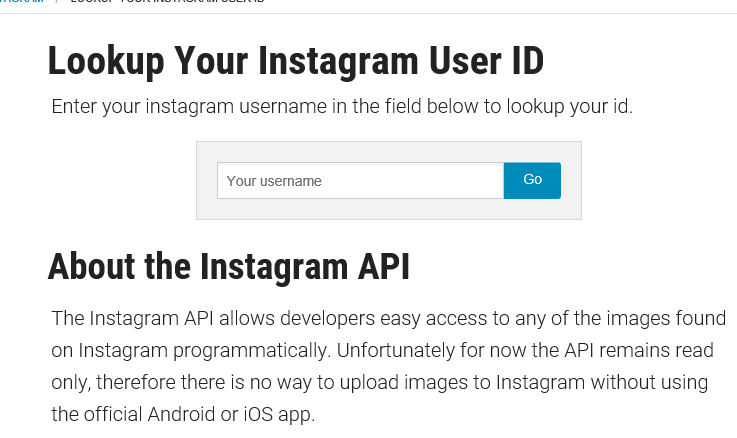 Lookup Your Instagram User ID
Enter your instagram username in the field below to lookup your id.
Your username
Go
About the Instagram API
The Instagram API allows developers easy access to any of the images found
on Instagram programmatically. Unfortunately for now the API remains read
only, therefore there is no way to upload images to Instagram without using
the official Android or iOS app.